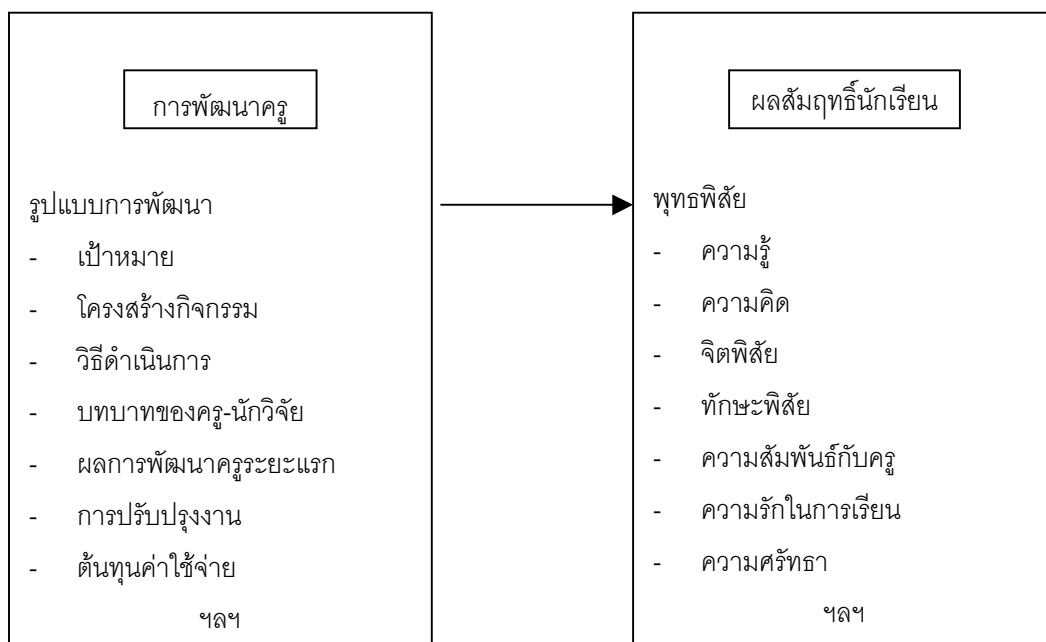 การพัฒนาครู
รูปแบบการพัฒนา
- เป้าหมาย
- โครงสร้างกิจกรรม
- วิธีดำเนินการ
- บทบาทของครู-นักวิจัย
- ผลการพัฒนาครูระยะแรก
- การปรับปรุงงาน
- ต้นทุนค่าใช้จ่าย
ฯลฯ
ผลสัมฤทธิ์นักเรียน
พุทธพิสัย
- ความรู้
- ความคิด
- จิตพิสัย
- ทักษะพิสัย
- ความสัมพันธ์กับครู
- ความรักในการเรียน
- ความศรัทธา
ฯลฯ